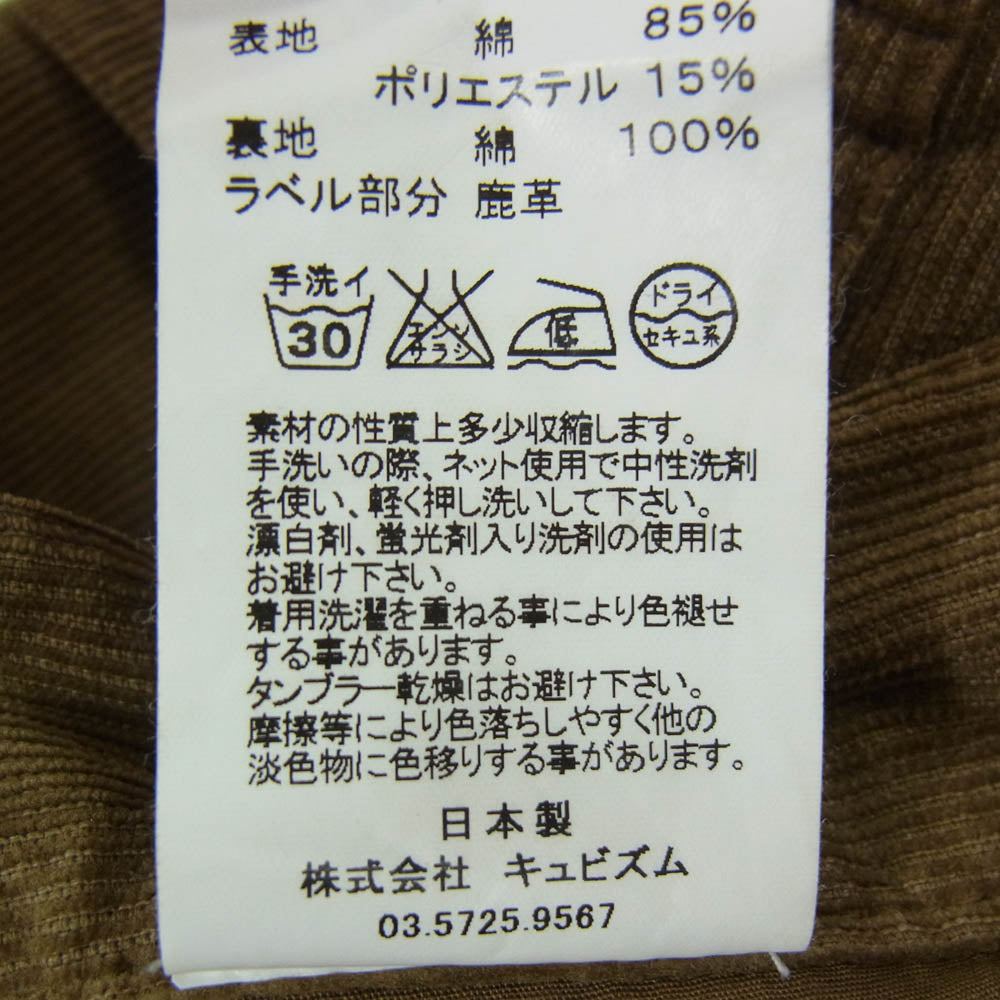 表地 綿 85%
ポリエステル 15%
裏地 綿 100%
ラベル部分 鹿革
手洗イ
30
エンソ
サラシ
低
ドライ
セキユ系
素材の性質上多少収縮します。
手洗いの際、ネット使用で中性洗剤
を使い、軽く押し洗いして下さい。
漂白剤、蛍光剤入り洗剤の使用は
お避け下さい。
着用洗濯を重ねる事により色褪せ
する事があります。
タンブラー乾燥はお避け下さい。
摩擦等により色落ちしやすく他の
淡色物に色移りする事があります。
日本製
株式会社 キュビズム
03.5725.9567